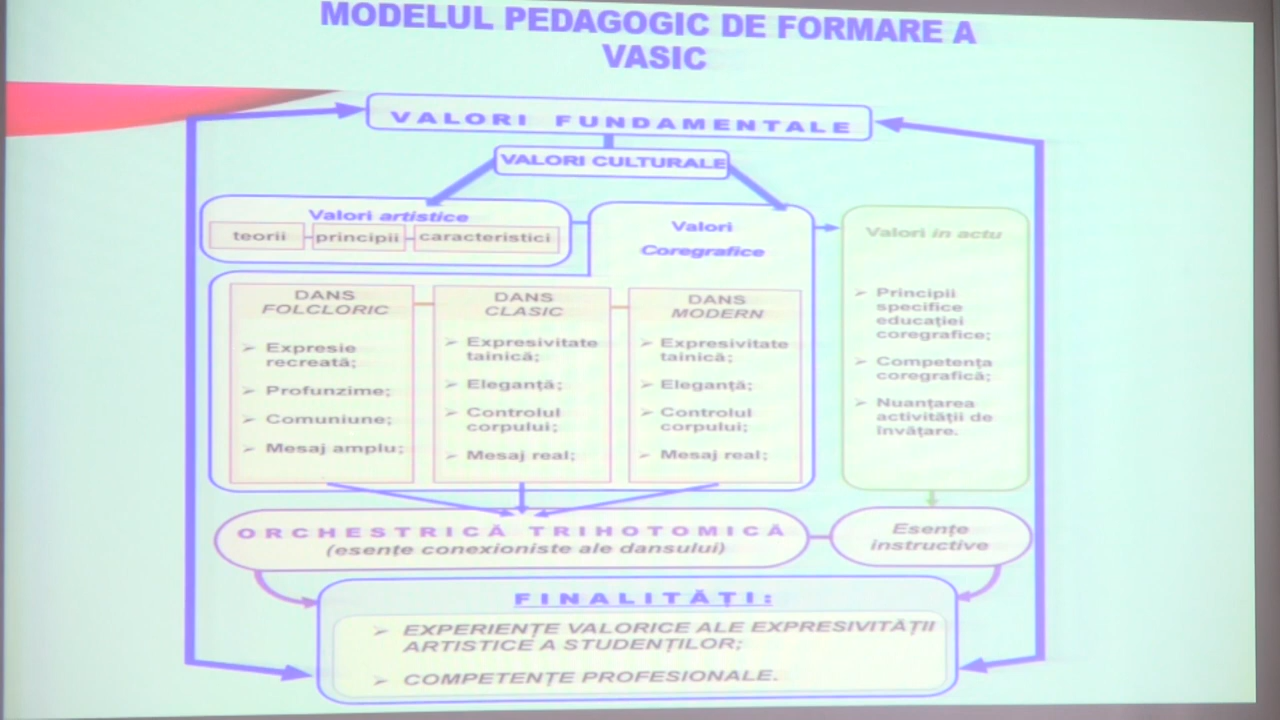 MODELUL PEDAGOGIC DE FORMARE A
VASIC
VALORI FUNDAMENTALE
VALORI CULTURALE
Valori artistice
teorii
principii
caracteristici
Valori
Coregrafice
Valori in actu
DANS
FOLCLORIC
Expresie
recreată;
Profunzime;
Comuniune;
Mesaj amplu;
DANS
CLASIC
Expresivitate
tainică;
Eleganță;
Controlul
corpului;
Mesaj real;
DANS
MODERN
Expresivitate
tainică;
Eleganță;
Controlul
corpului;
Mesaj real;
Principii
specifice
educației
coregrafice;
Competența
coregrafică;
Nuanțarea
activității de
învățare.
ORCHESTRICĂ TRIHOTOMICĂ
(esențe conexioniste ale dansului)
Esențe
instructive
FINALITĂȚI:
EXPERIENȚE VALORICE ALE EXPRESIVITĂȚII
ARTISTICE A STUDENȚILOR;
COMPETENȚE PROFESIONALE.